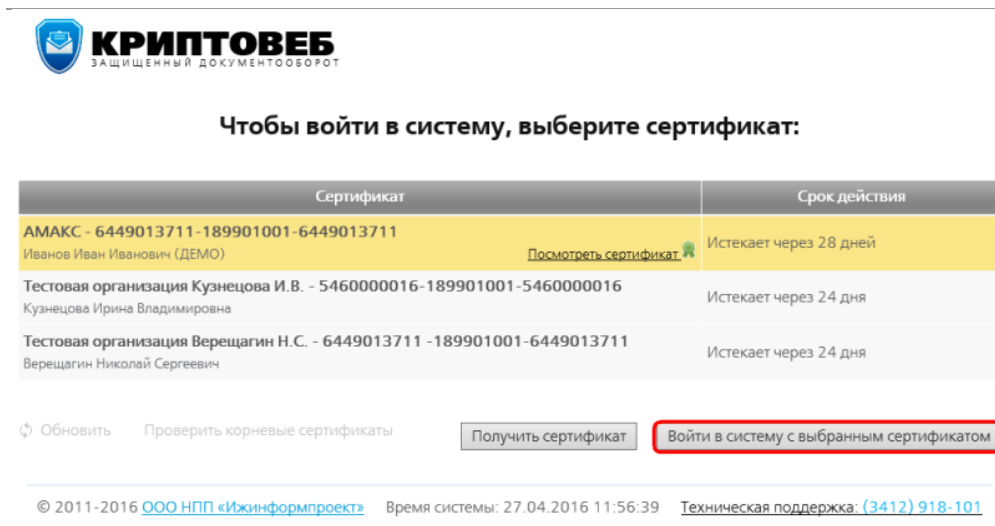 КРИПТОВЕБ
ЗАЩИЩЕННЫЙ ДОКУМЕНТООБОРОТ
Чтобы войти в систему, выберите сертификат:
Сертификат Срок действия
АМАКС - 6449013711-189901001-6449013711
Иванов Иван Иванович (ДЕМО) Посмотреть сертификат Истекает через 28 дней
Тестовая организация Кузнецова И.В. - 5460000016-189901001-5460000016
Кузнецова Ирина Владимировна Истекает через 24 дня
Тестовая организация Верещагин Н.С. - 6449013711 -189901001-6449013711
Верещагин Николай Сергеевич Истекает через 24 дня
Обновить Проверить корневые сертификаты Получить сертификат Войти в систему с выбранным сертификатом
© 2011-2016 ООО НПП «Ижинформпроект» Время системы: 27.04.2016 11:56:39 Техническая поддержка: (3412) 918-101